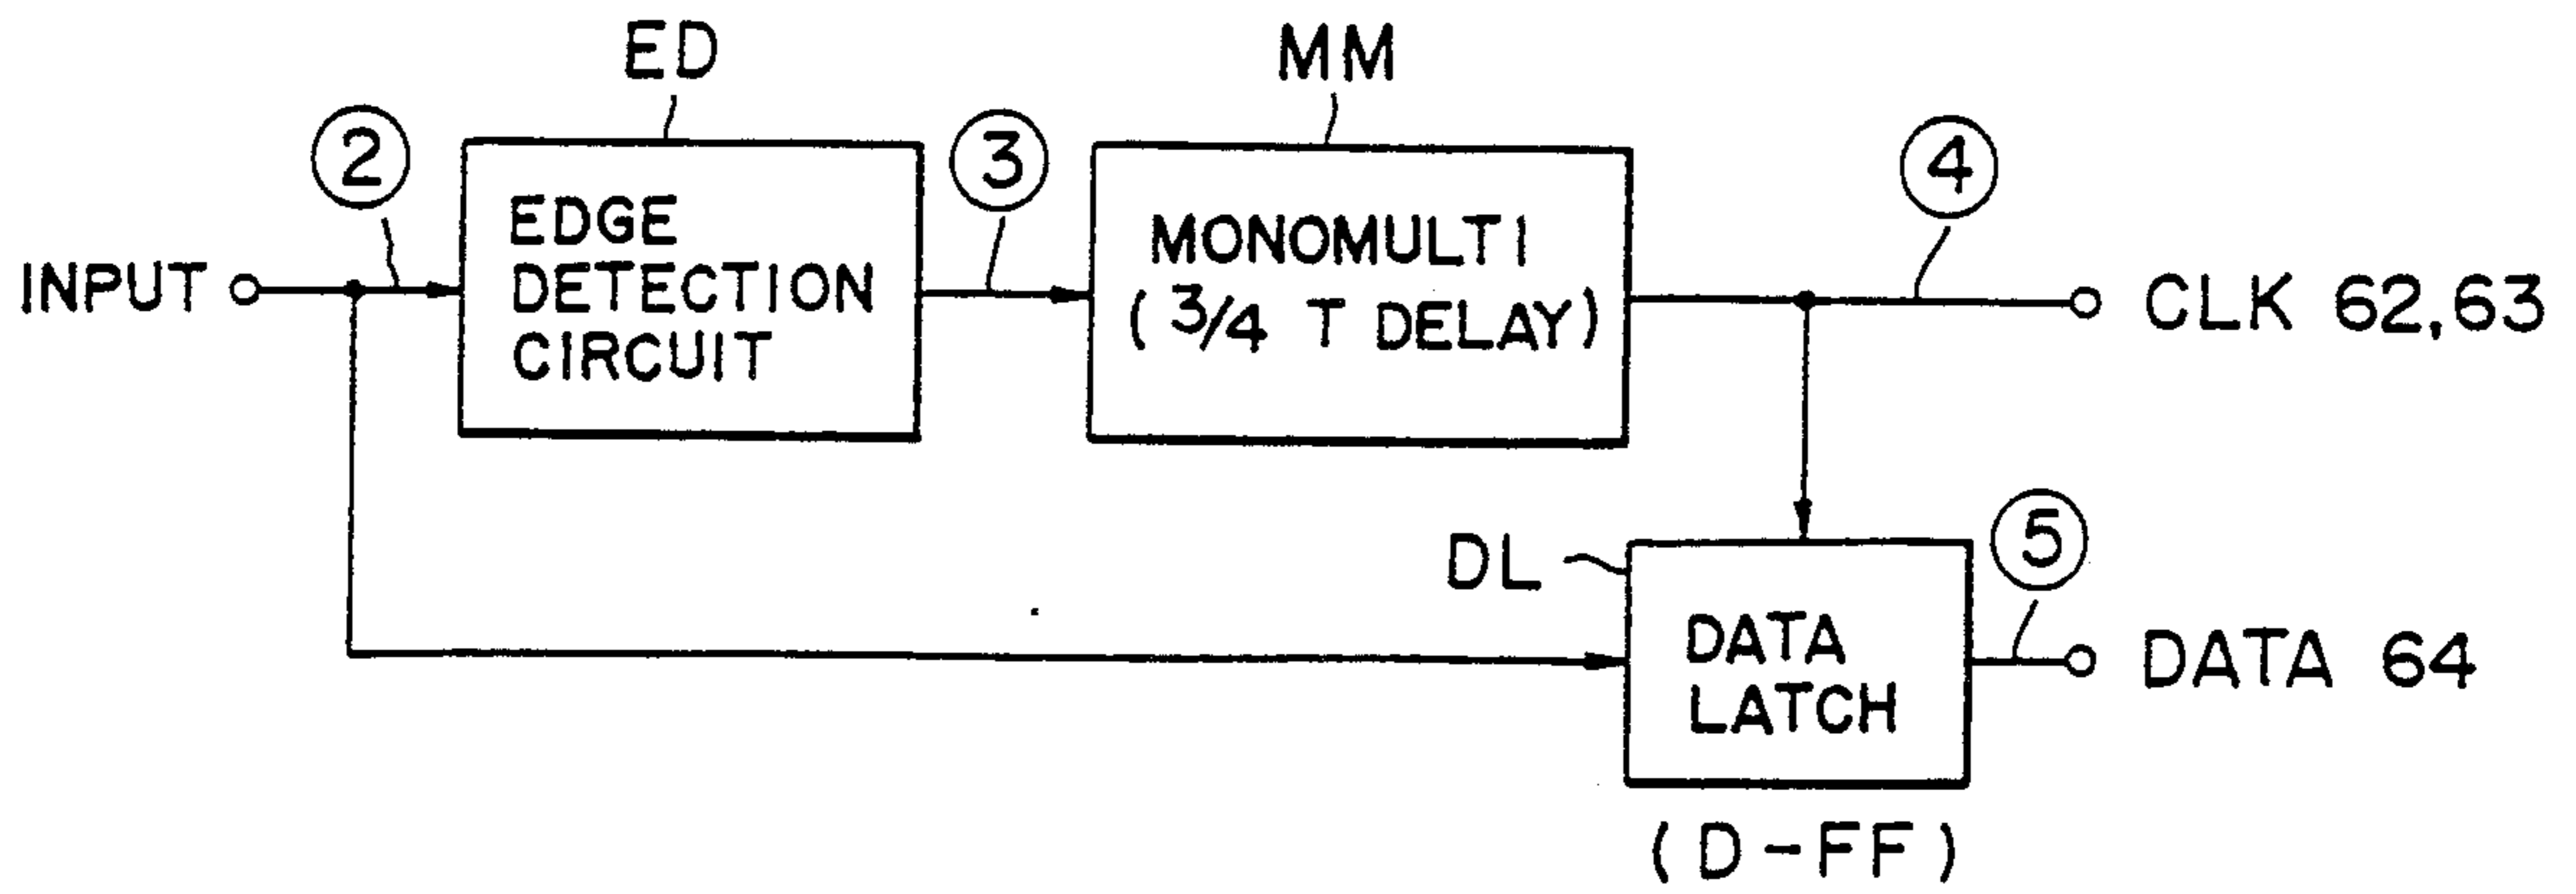 ED
MM
②
③
④
EDGE
DETECTION
CIRCUIT
MONOMULTI
(3/4 T DELAY)
INPUT
CLK 62,63
DL
⑤
DATA
LATCH
DATA 64
(D-FF)